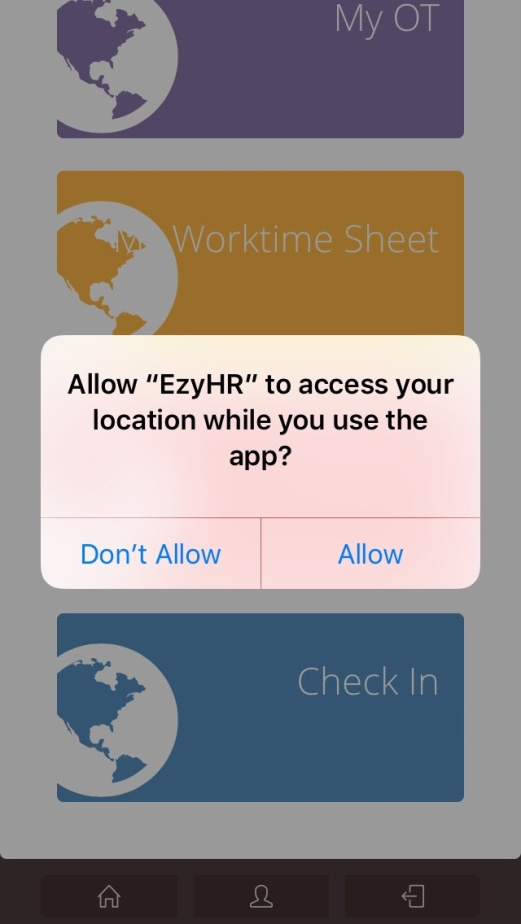 My OT
My Worktime Sheet
Allow “EzyHR” to access your
location while you use the
app?
Don’t Allow
Allow
Check In